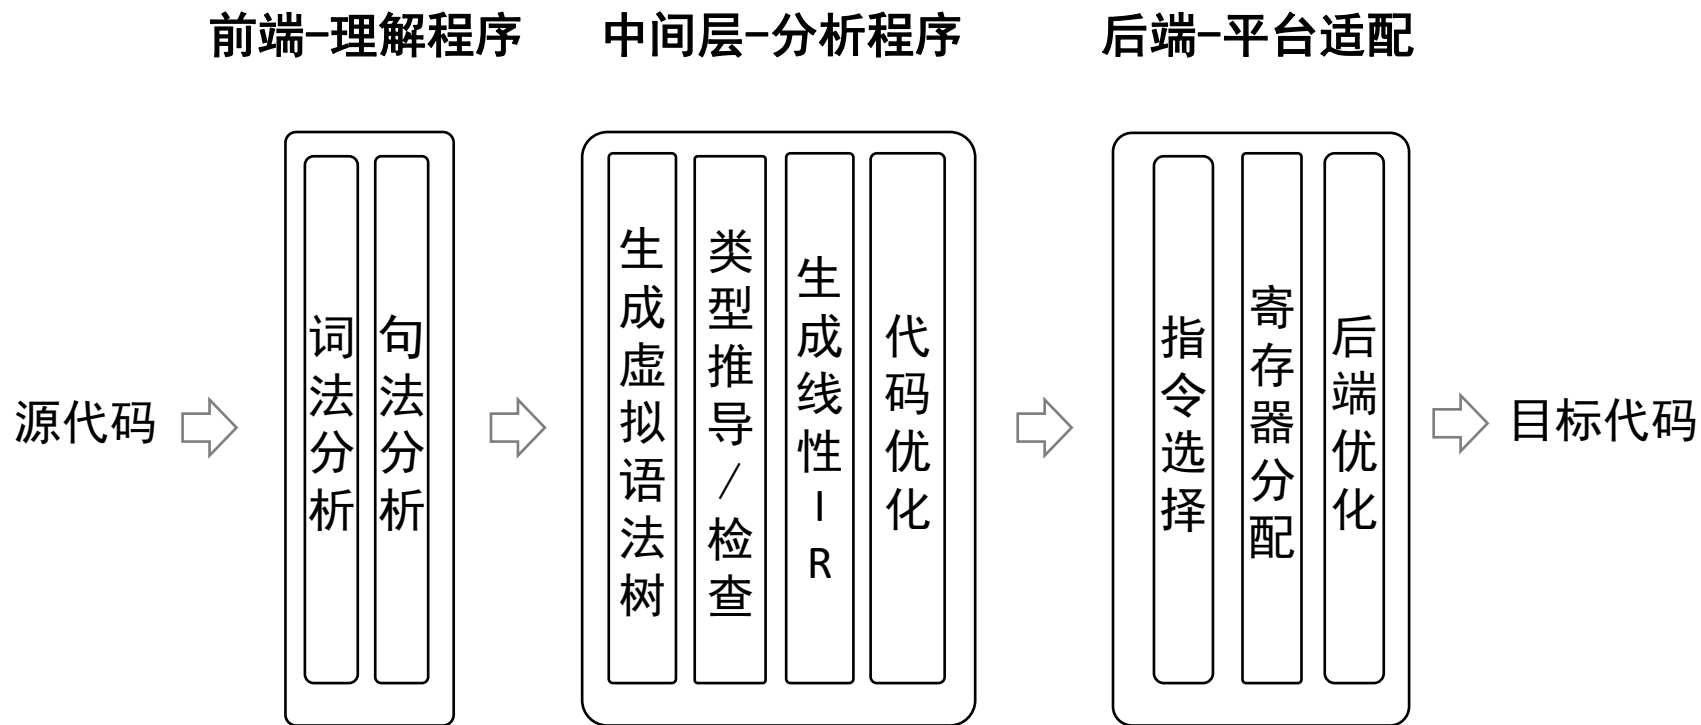 前端-理解程序
中间层-分析程序
后端-平台适配
源代码
词法分析
句法分析
生成虚拟语法树
类型推导/检查
生成线性IR
代码优化
指令选择
寄存器分配
后端优化
目标代码